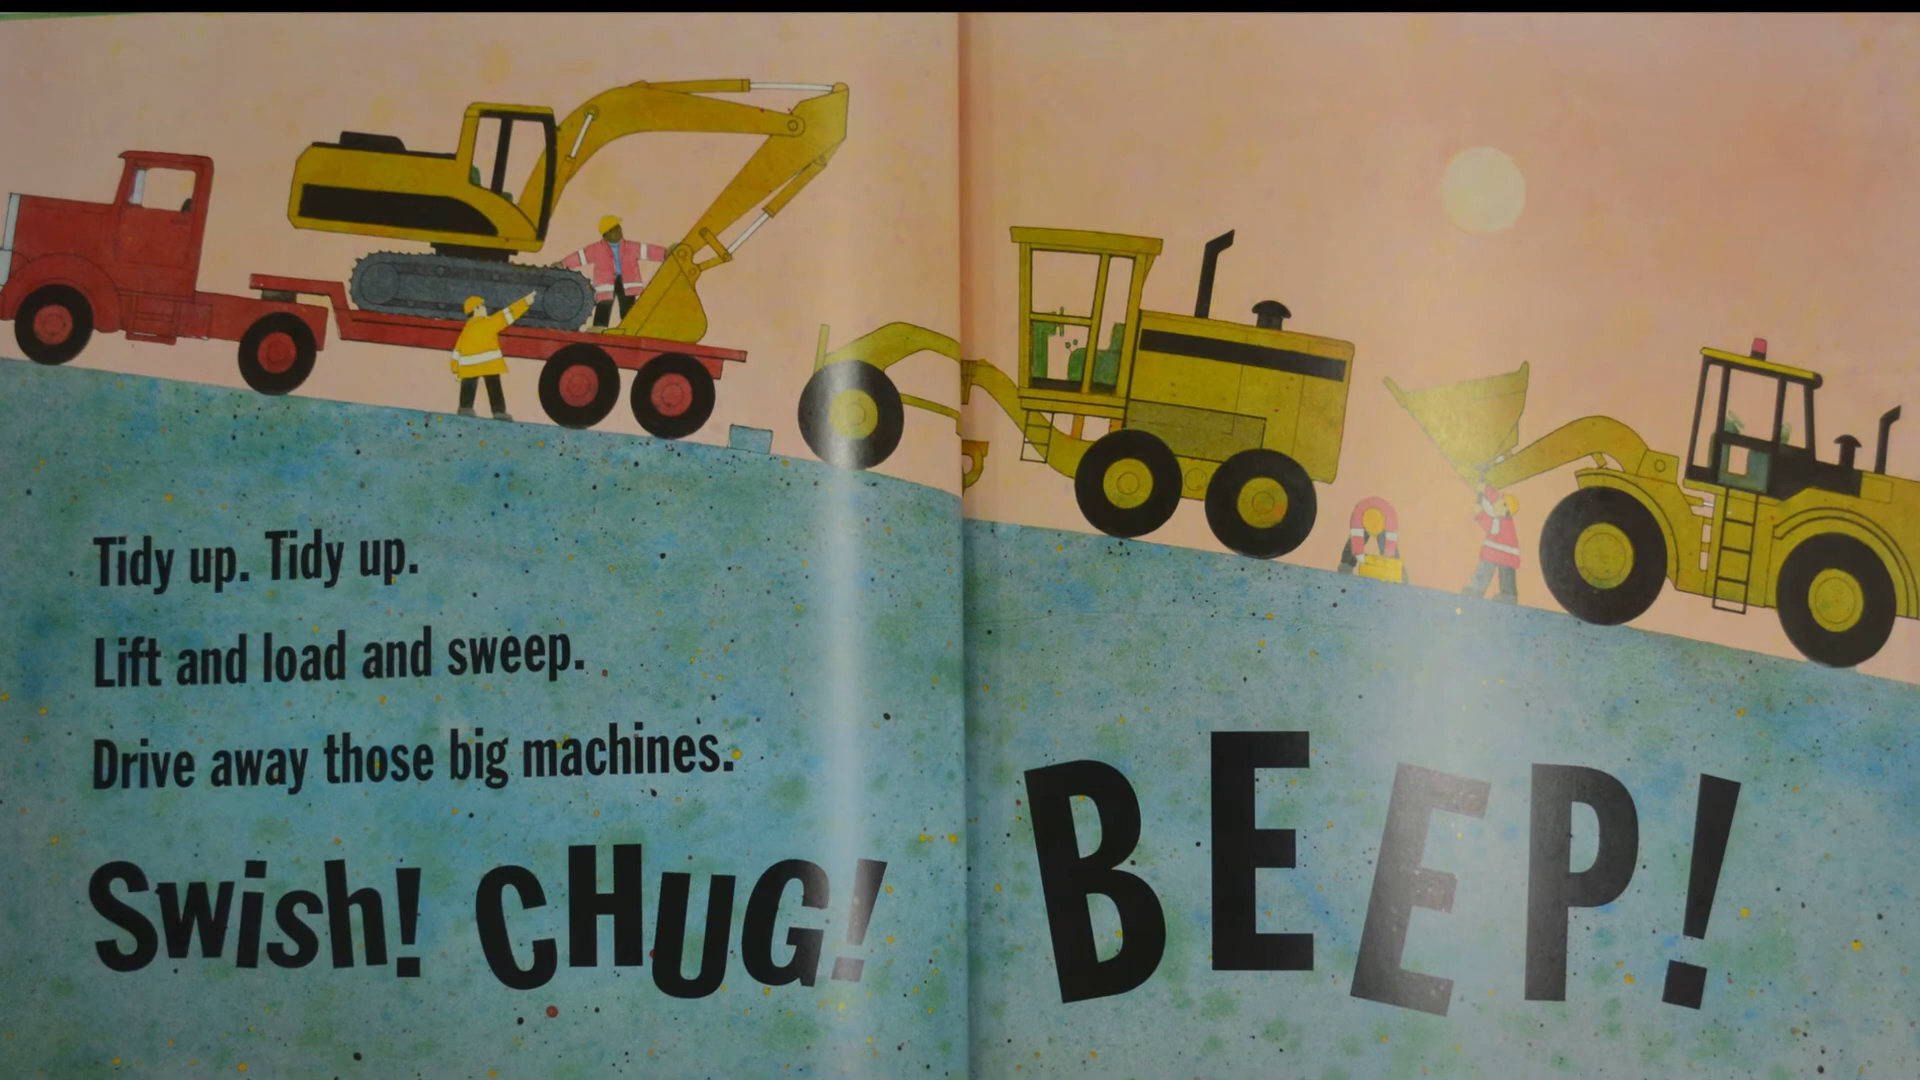 Tidy up. Tidy up.
Lift and load and sweep.
Drive away those big machines.
Swish! CHUG!
BEEP!